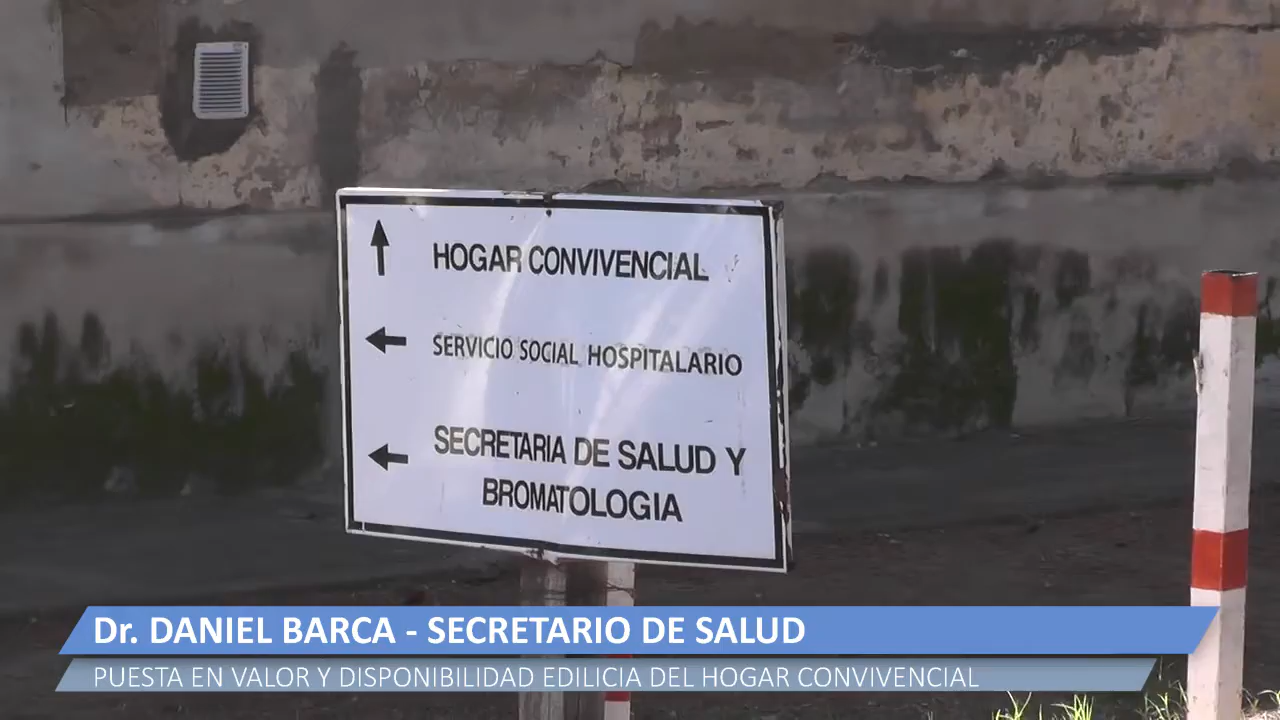 HOGAR CONVIVENCIAL
SERVICIO SOCIAL HOSPITALARIO
SECRETARIA DE SALUD Y
BROMATOLOGIA
Dr. DANIEL BARCA - SECRETARIO DE SALUD
PUESTA EN VALOR Y DISPONIBILIDAD EDILICIA DEL HOGAR CONVIVENCIAL